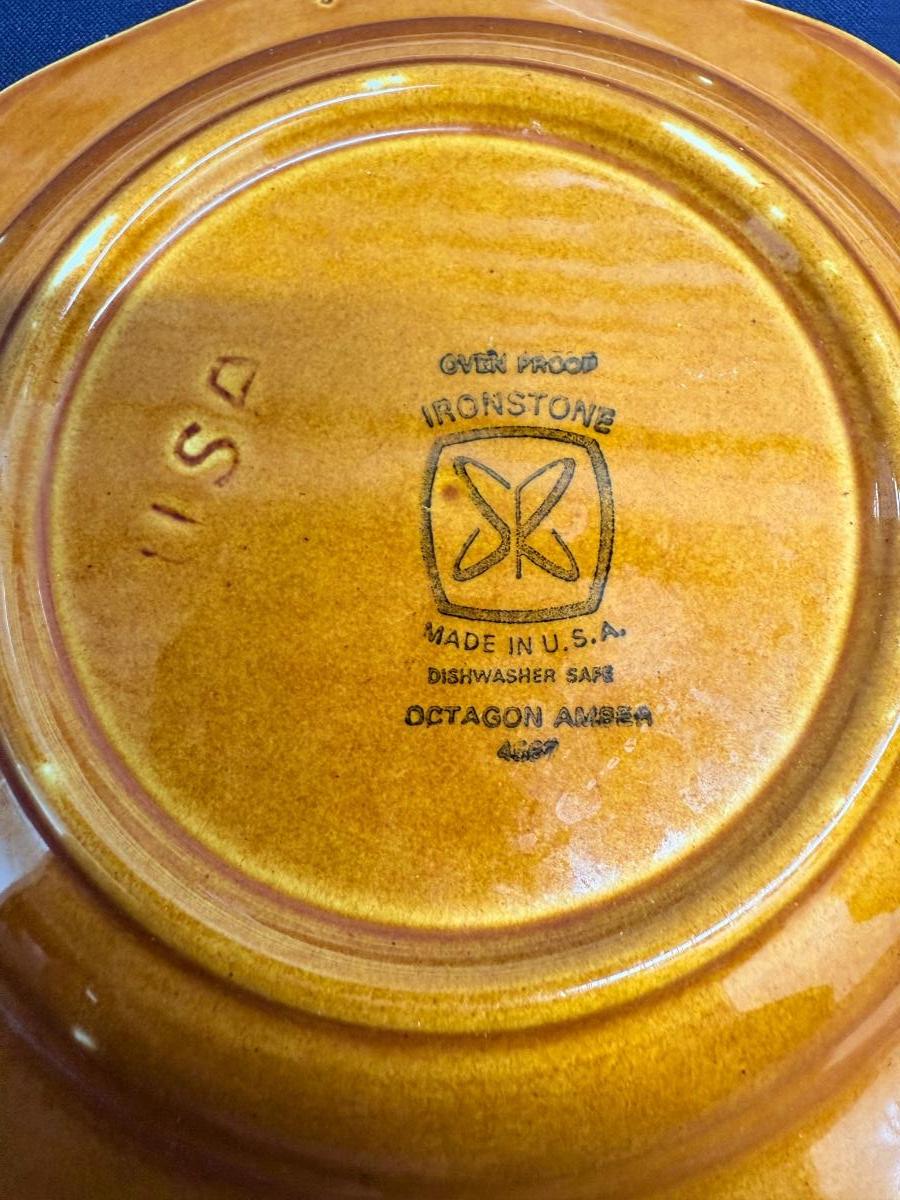 USA
OVEN PROOF
IRONSTONE
MADE IN U.S.A.
DISHWASHER SAFE
OCTAGON AMBER